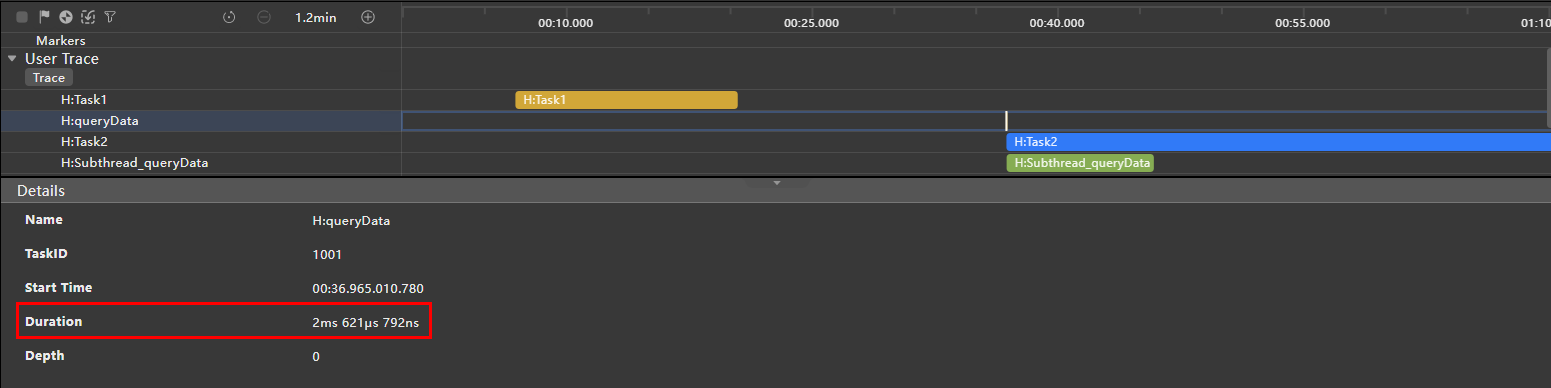 1.2min 00:10.000 00:25.000 00:40.000 00:55.000 01:10
Markers
User Trace
Trace
H:Task1 H:Task1
H:queryData
H:Task2 H:Task2
H:Subthread_queryData H:Subthread_queryData
Details
Name H:queryData
TaskID 1001
Start Time 00:36.965.010.780
Duration 2ms 621μs 792ns
Depth 0